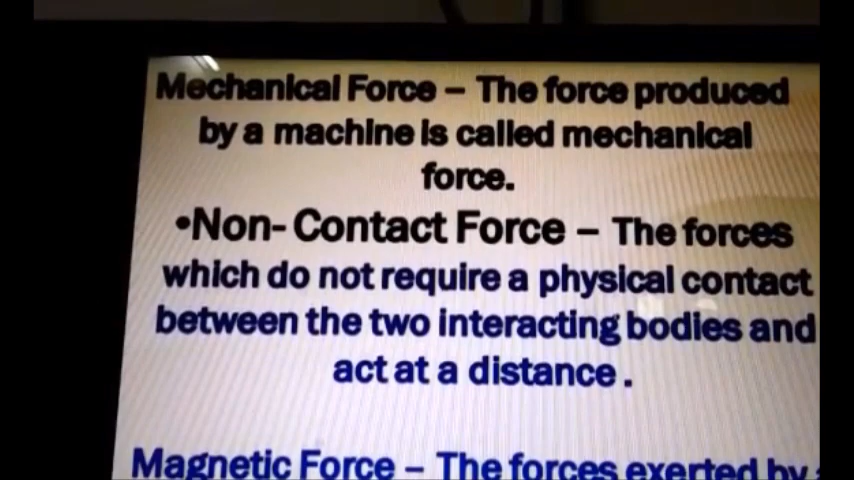 Mechanical Force – The force produced
by a machine is called mechanical
force.
•Non- Contact Force – The forces
which do not require a physical contact
between the two interacting bodies and
act at a distance .
Magnetic Force – The forces exerted by